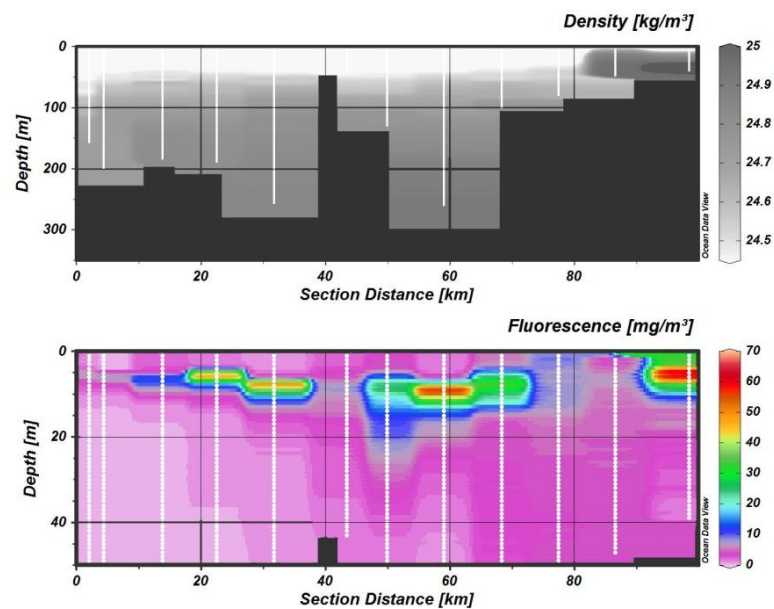 Density [kg/m³]
0
100
200
300
Depth [m]
25
24.9
24.8
24.7
24.6
24.5
Ocean Data View
0 20 40 60 80
Section Distance [km]
Fluorescence [mg/m³]
0
20
40
Depth [m]
70
60
50
40
30
20
10
0
Ocean Data View
0 20 40 60 80
Section Distance [km]